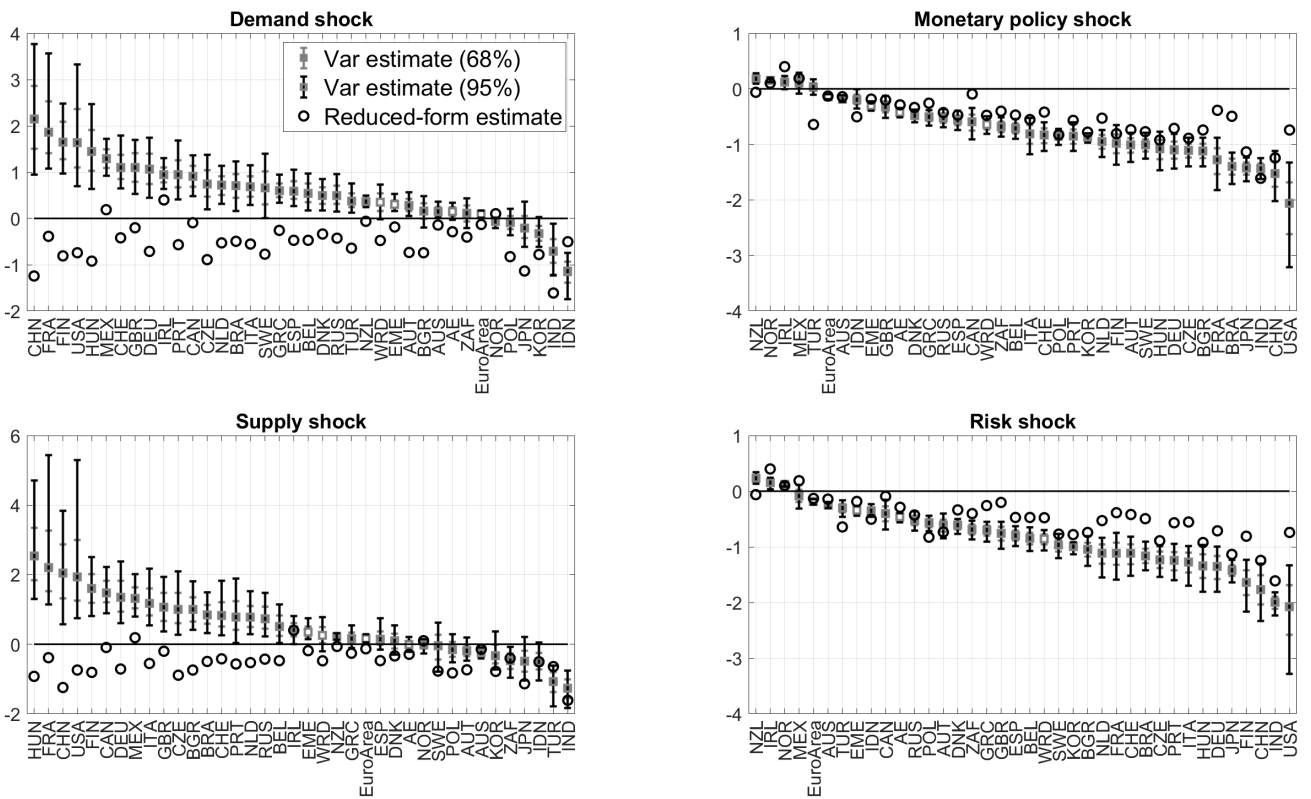 Demand shock
4
3
2
1
0
-1
-2
Var estimate (68%)
Var estimate (95%)
Reduced-form estimate
CHN
FRA
FIN
USA
HUN
MEX
CHE
GBR
DEU
IRL
PRT
CAN
CZE
NLD
BRA
ITA
SWE
GRC
ESP
BEL
DNK
RUS
TUR
NZL
WRD
EME
AUT
BGR
AUS
AE
ZAF
EuroArea
NOR
POL
JPN
KOR
IND
IDN
Monetary policy shock
1
0
-1
-2
-3
-4
NZL
NOR
IRL
MEX
TUR
EuroArea
AUS
IDN
EME
GBR
AE
DNK
GRC
RUS
ESP
CAN
WRD
ZAF
BEL
ITA
CHE
POL
PRT
KOR
NLD
FIN
AUT
SWE
HUN
DEU
CZE
BGR
FRA
BRA
JPN
IND
CHN
USA
Supply shock
6
4
2
0
-2
HUN
FRA
CHN
USA
FIN
CAN
DEU
MEX
ITA
GBR
CZE
BGR
BRA
CHE
PRT
NLD
RUS
BEL
IRL
EME
WRD
NZL
GRC
EuroArea
ESP
DNK
AE
NOR
SWE
POL
AUT
AUS
KOR
ZAF
JPN
IDN
TUR
IND
Risk shock
1
0
-1
-2
-3
-4
NZL
IRL
NOR
MEX
EuroArea
AUS
TUR
EME
IDN
CAN
AE
RUS
POL
AUT
DNK
ZAF
GRC
GBR
ESP
BEL
WRD
SWE
KOR
BGR
NLD
FRA
CHE
BRA
CZE
PRT
ITA
HUN
DEU
JPN
FIN
CHN
IND
USA